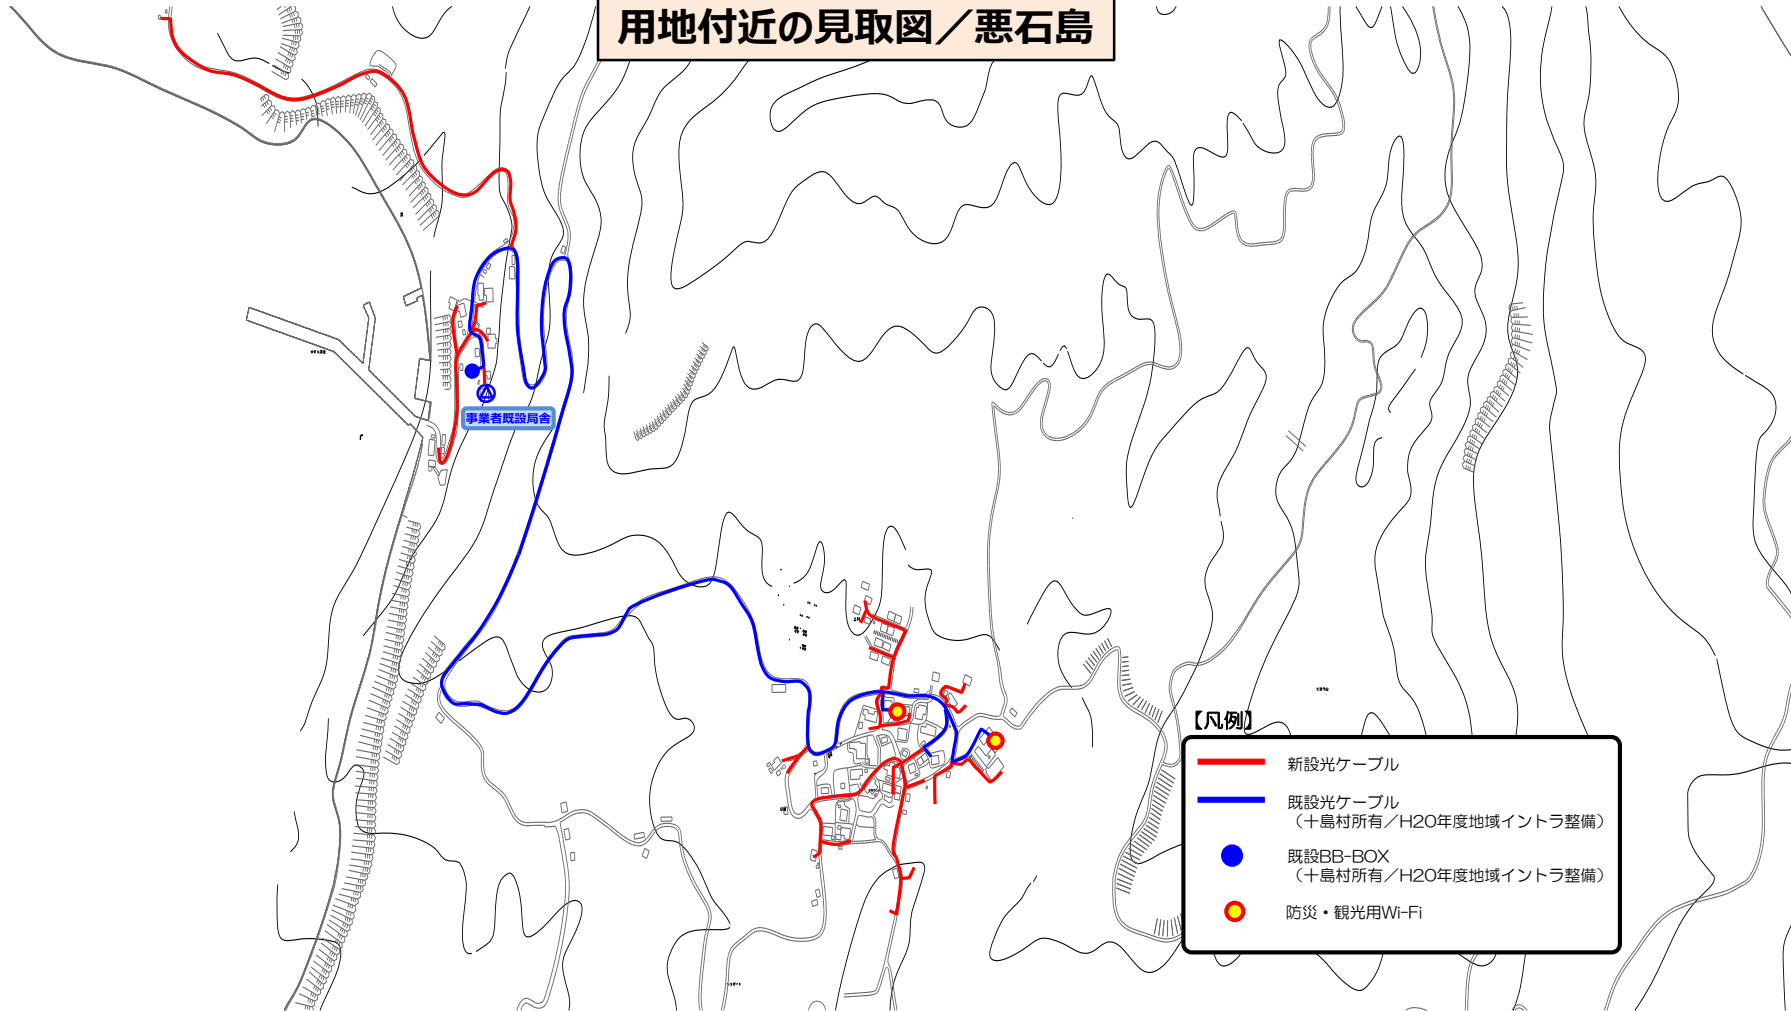 用地付近の見取図／悪石島
事業者既設局舎
【凡例】
新設光ケーブル
既設光ケーブル
（十島村所有／H20年度地域イントラ整備）
既設BB-BOX
（十島村所有／H20年度地域イントラ整備）
防災・観光用Wi-Fi